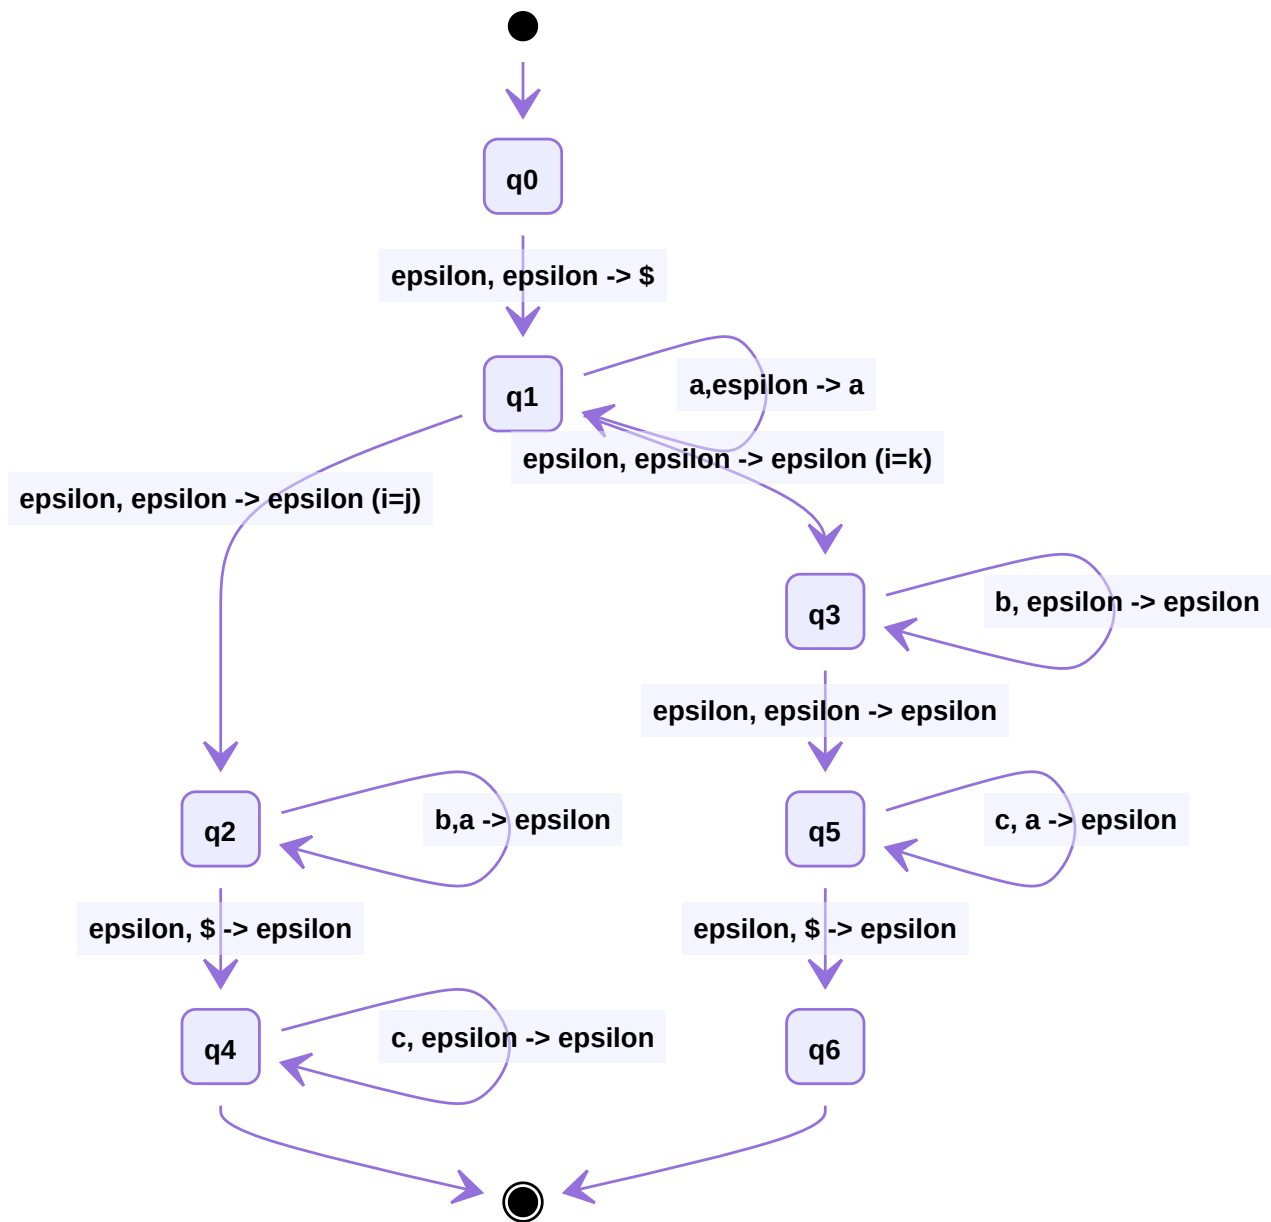 q0
epsilon, epsilon -> $
q1
a,espilon -> a
epsilon, epsilon -> epsilon (i=k)
epsilon, epsilon -> epsilon (i=j)
q3
b, epsilon -> epsilon
epsilon, epsilon -> epsilon
q2
b,a -> epsilon
q5
c, a -> epsilon
epsilon, $ -> epsilon
epsilon, $ -> epsilon
q4
c, epsilon -> epsilon
q6